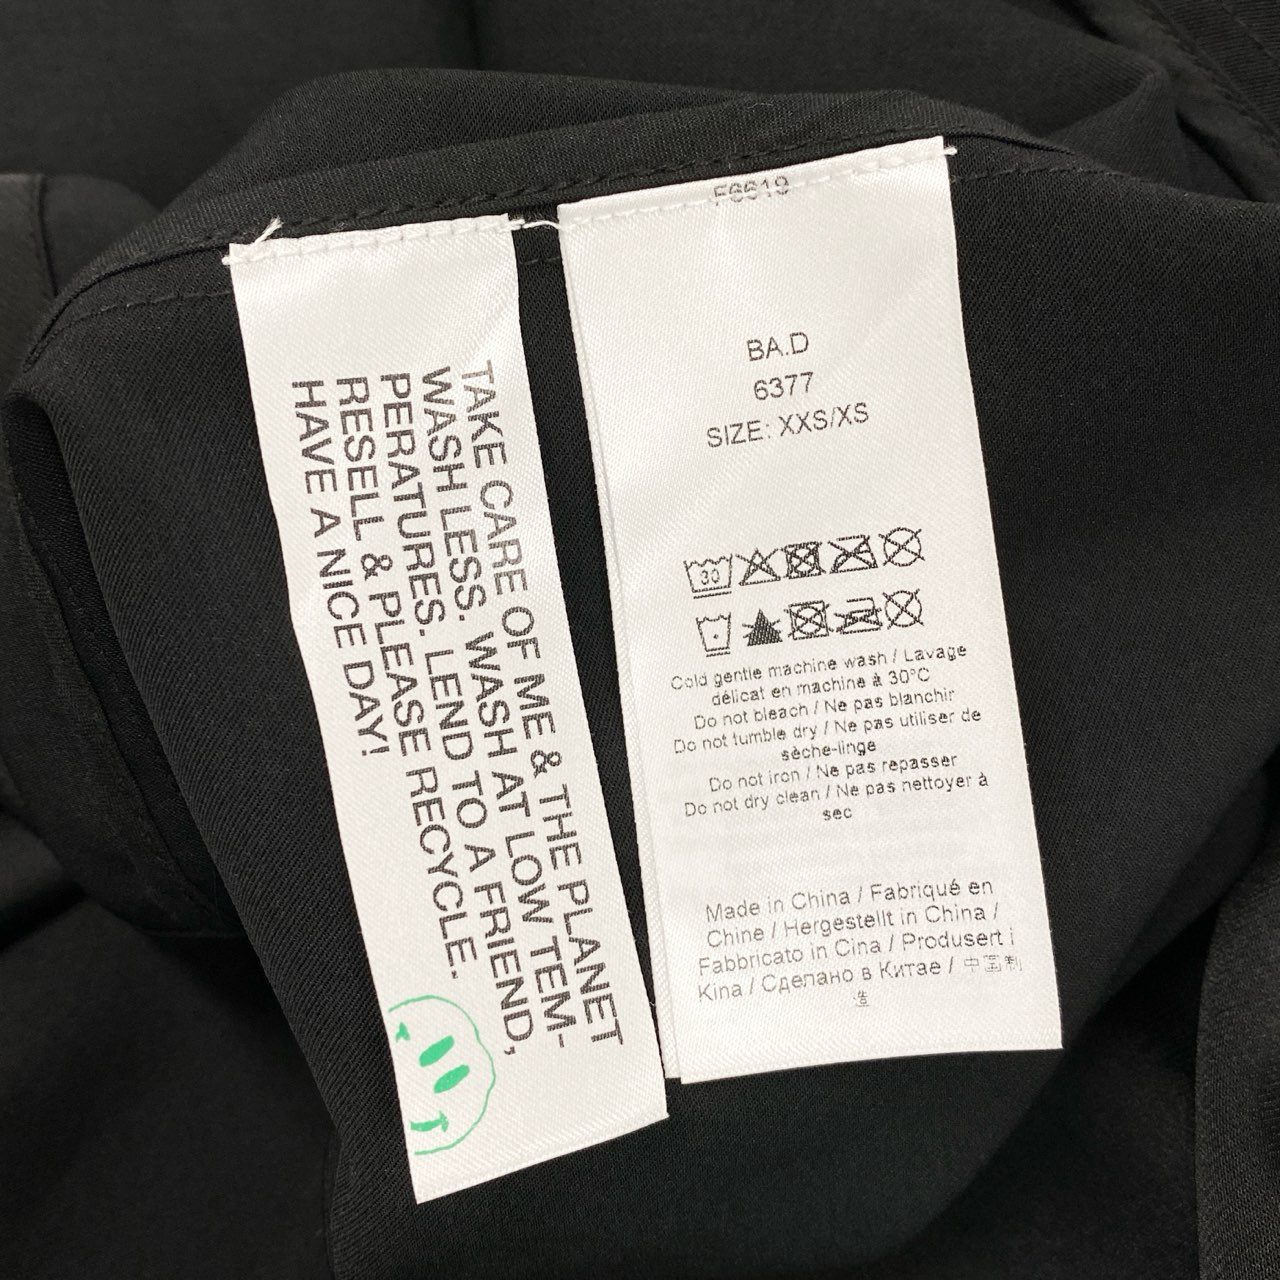 TAKE CARE OF ME & THE PLANET
WASH LESS. WASH AT LOW TEM-
PERATURES. LEND TO A FRIEND,
RESELL & PLEASE RECYCLE.
HAVE A NICE DAY!
F6619
BA.D
6377
SIZE: XXS/XS
30
Cold gentle machine wash / Lavage
délicat en machine à 30°C
Do not bleach / Ne pas blanchir
Do not tumble dry / Ne pas utiliser de
sèche-linge
Do not iron / Ne pas repasser
Do not dry clean / Ne pas nettoyer à
sec
Made in China / Fabriqué en
Chine / Hergestellt in China /
Fabbricato in Cina / Produsert i
Kina / Сделано в Китае / 中国制
造